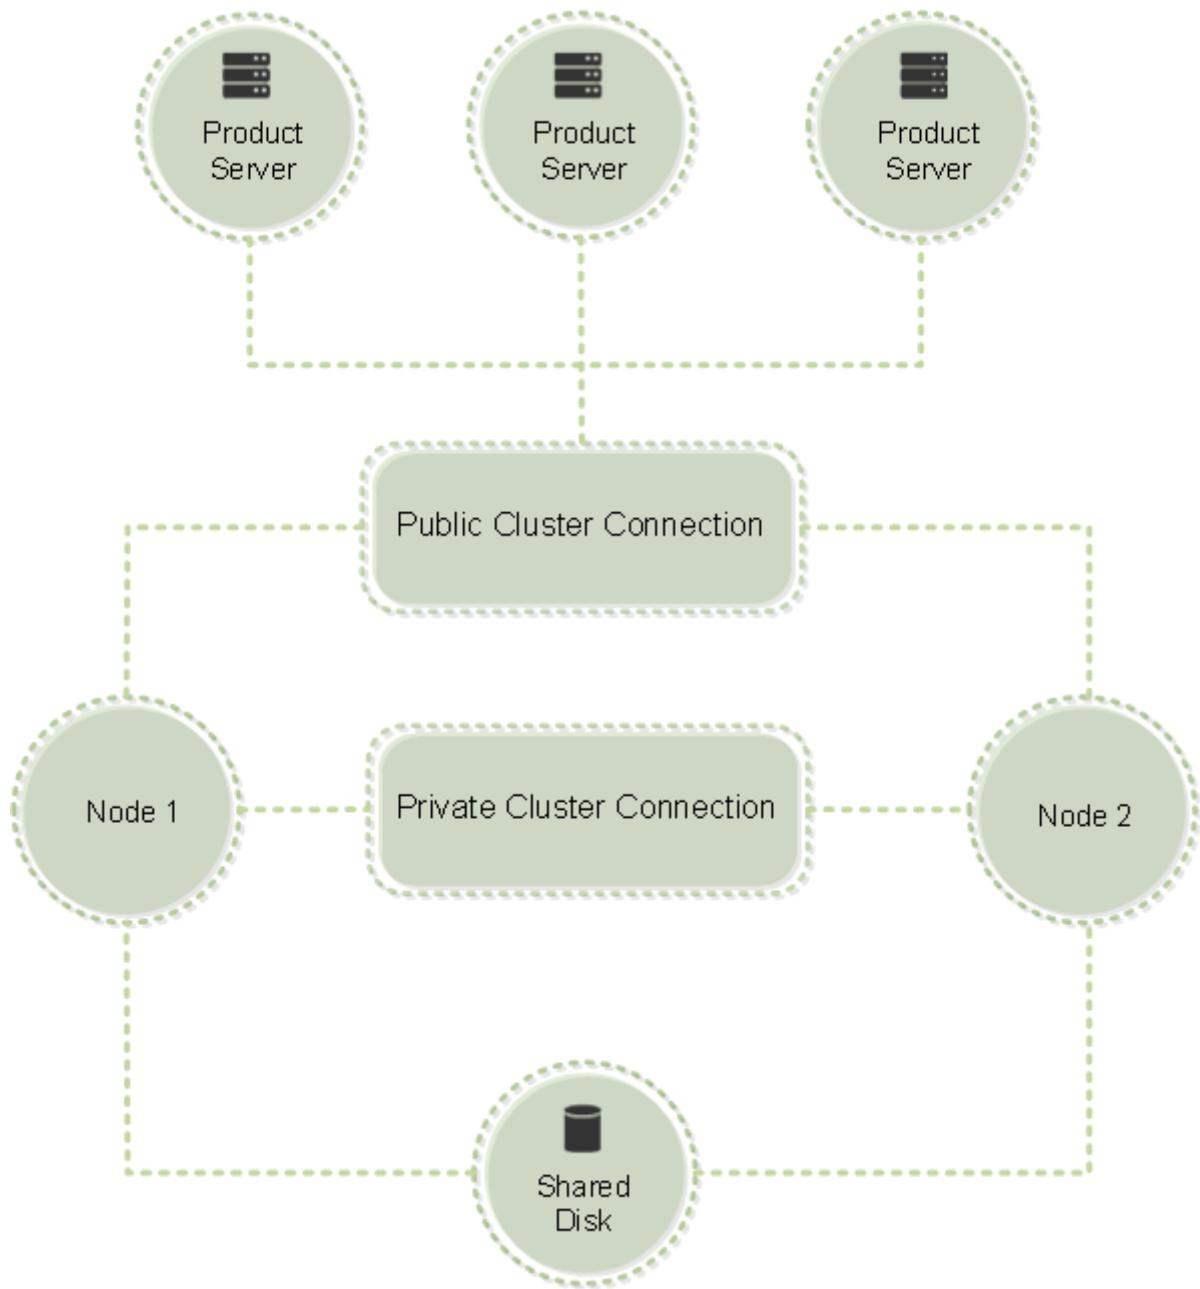 Product
Server
Product
Server
Product
Server
Public Cluster Connection
Node 1
Private Cluster Connection
Node 2
Shared
Disk